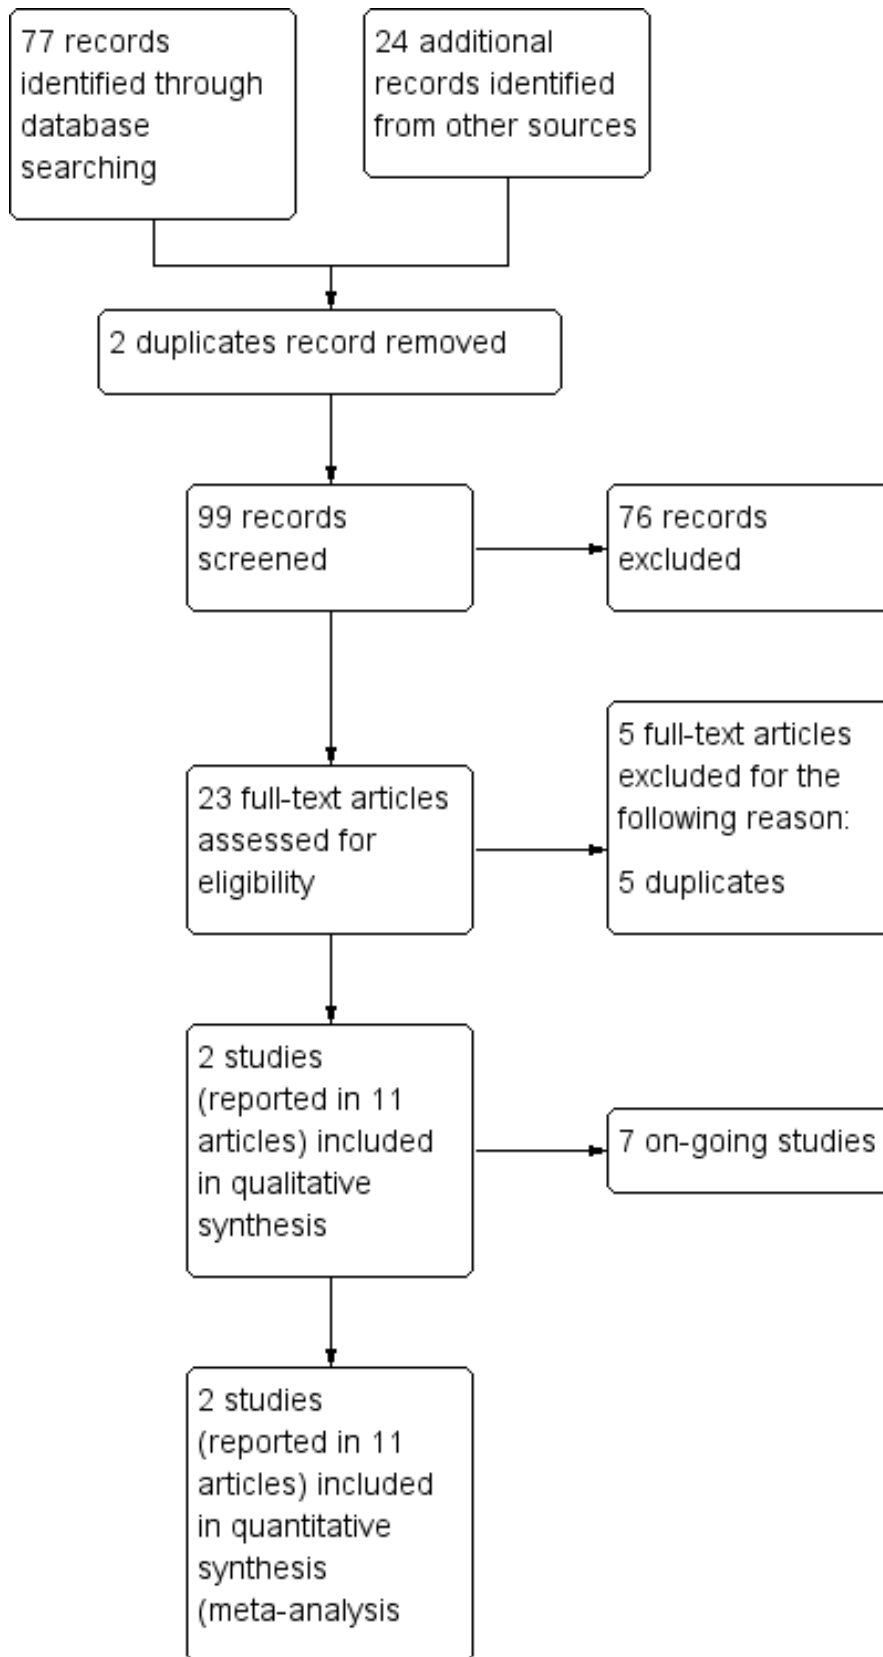 77 records
identified through
database
searching
24 additional
records identified
from other sources
2 duplicates record removed
99 records
screened
76 records
excluded
23 full-text articles
assessed for
eligibility
5 full-text articles
excluded for the
following reason:
5 duplicates
2 studies
(reported in 11
articles) included
in qualitative
synthesis
7 on-going studies
2 studies
(reported in 11
articles) included
in quantitative
synthesis
(meta-analysis